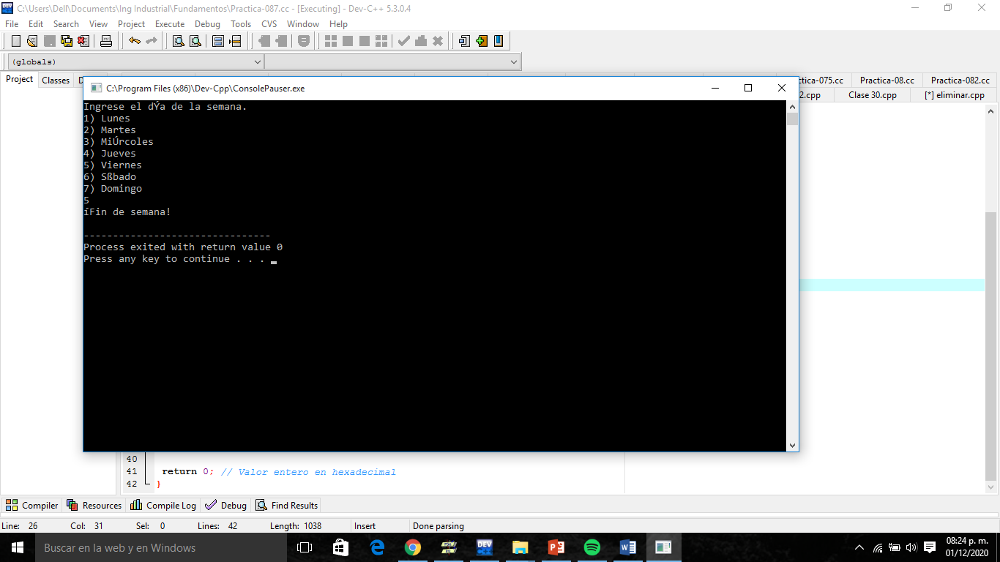 C:\Users\Dell\Documents\Ing Industrial\Fundamentos\Practica-087.cc - [Executing] - Dev-C++ 5.3.0.4
File Edit Search View Project Execute Debug Tools CVS Window Help
(globals)
Project Classes D
ctica-075.cc Practica-08.cc Practica-082.cc
2.cpp Clase 30.cpp [*] eliminar.cpp
C:\Program Files (x86)\Dev-Cpp\ConsolePauser.exe
Ingrese el dÝa de la semana.
1) Lunes
2) Martes
3) MiÚrcoles
4) Jueves
5) Viernes
6) Sßbado
7) Domingo
5
íFin de semana!
--------------------------------
Process exited with return value 0
Press any key to continue . . .
40
41 return 0; // Valor entero en hexadecimal
42 }
Compiler Resources Compile Log Debug Find Results
Line: 26 Col: 31 Sel: 0 Lines: 42 Length: 1038 Insert Done parsing
Buscar en la web y en Windows
08:24 p. m.
01/12/2020